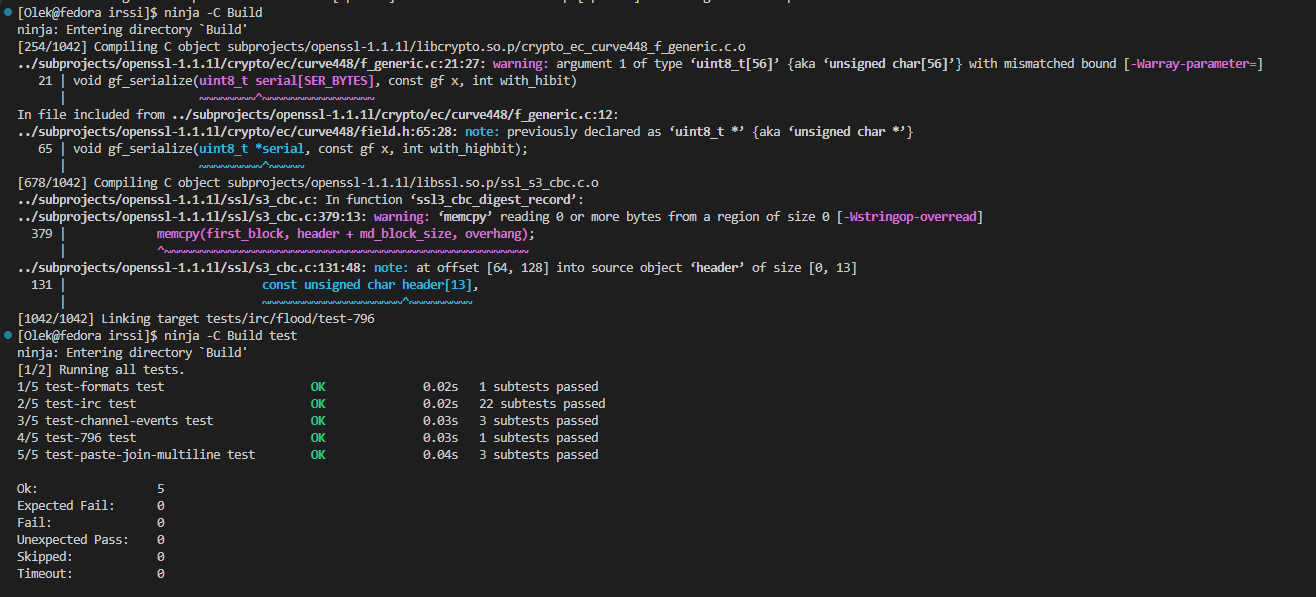 [Olek@fedora irssi]$ ninja -C Build
ninja: Entering directory `Build'
[254/1042] Compiling C object subprojects/openssl-1.1.1l/libcrypto.so.p/crypto_ec_curve448_f_generic.c.o
../subprojects/openssl-1.1.1l/crypto/ec/curve448/f_generic.c:21:27: warning: argument 1 of type ‘uint8_t[56]’ {aka ‘unsigned char[56]’} with mismatched bound [-Warray-parameter=]
21 | void gf_serialize(uint8_t serial[SER_BYTES], const gf x, int with_hibit)
| ~~~~~~~~^~~~~~~~~~~~~~~~~
In file included from ../subprojects/openssl-1.1.1l/crypto/ec/curve448/f_generic.c:12:
../subprojects/openssl-1.1.1l/crypto/ec/curve448/field.h:65:28: note: previously declared as ‘uint8_t *’ {aka ‘unsigned char *’}
65 | void gf_serialize(uint8_t *serial, const gf x, int with_highbit);
| ~~~~~~~~~^~~~~~
[678/1042] Compiling C object subprojects/openssl-1.1.1l/libssl.so.p/ssl_s3_cbc.c.o
../subprojects/openssl-1.1.1l/ssl/s3_cbc.c: In function ‘ssl3_cbc_digest_record’:
../subprojects/openssl-1.1.1l/ssl/s3_cbc.c:379:13: warning: ‘memcpy’ reading 0 or more bytes from a region of size 0 [-Wstringop-overread]
379 | memcpy(first_block, header + md_block_size, overhang);
| ^~~~~~~~~~~~~~~~~~~~~~~~~~~~~~~~~~~~~~~~~~~~~~~~~~~~~
../subprojects/openssl-1.1.1l/ssl/s3_cbc.c:131:48: note: at offset [64, 128] into source object ‘header’ of size [0, 13]
131 | const unsigned char header[13],
| ~~~~~~~~~~~~~~~~~~~~^~~~~~~~~~
[1042/1042] Linking target tests/irc/flood/test-796
[Olek@fedora irssi]$ ninja -C Build test
ninja: Entering directory `Build'
[1/2] Running all tests.
1/5 test-formats test OK 0.02s 1 subtests passed
2/5 test-irc test OK 0.02s 22 subtests passed
3/5 test-channel-events test OK 0.03s 3 subtests passed
4/5 test-796 test OK 0.03s 1 subtests passed
5/5 test-paste-join-multiline test OK 0.04s 3 subtests passed
Ok: 5
Expected Fail: 0
Fail: 0
Unexpected Pass: 0
Skipped: 0
Timeout: 0